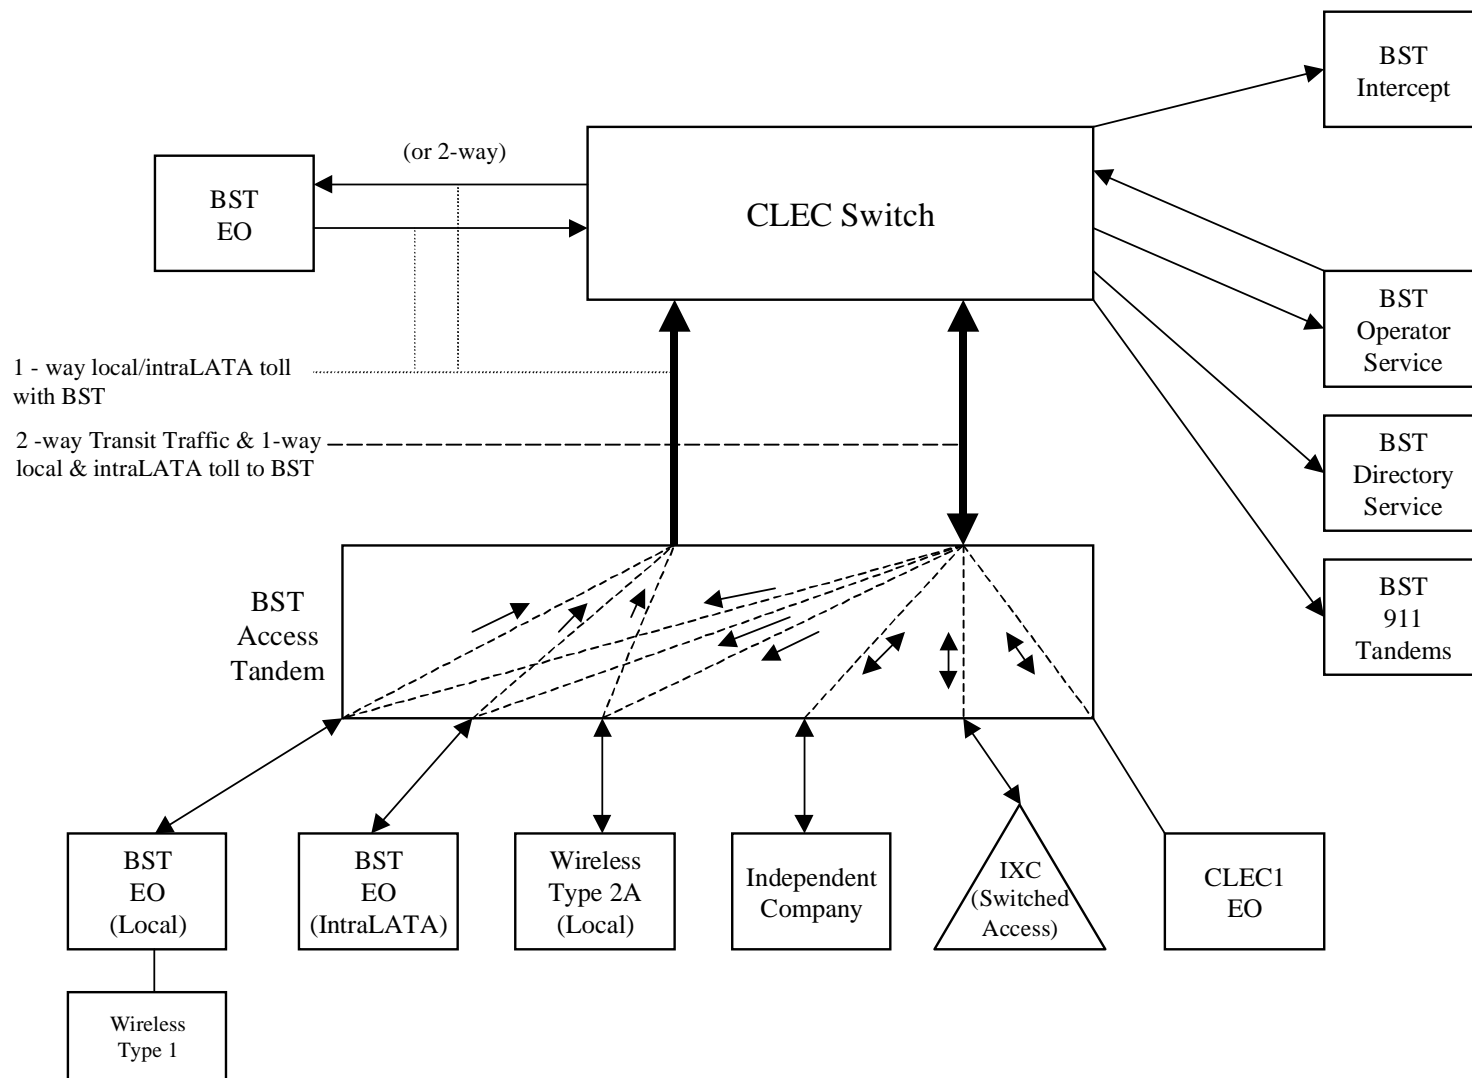 BST
Intercept
(or 2-way)
BST
EO
CLEC Switch
BST
Operator
Service
1 - way local/intraLATA toll
with BST
2 -way Transit Traffic & 1-way
local & intraLATA toll to BST
BST
Directory
Service
BST
911
Tandems
BST
Access
Tandem
BST
EO
(Local)
BST
EO
(IntraLATA)
Wireless
Type 2A
(Local)
Independent
Company
IXC
(Switched
Access)
CLEC1
EO
Wireless
Type 1